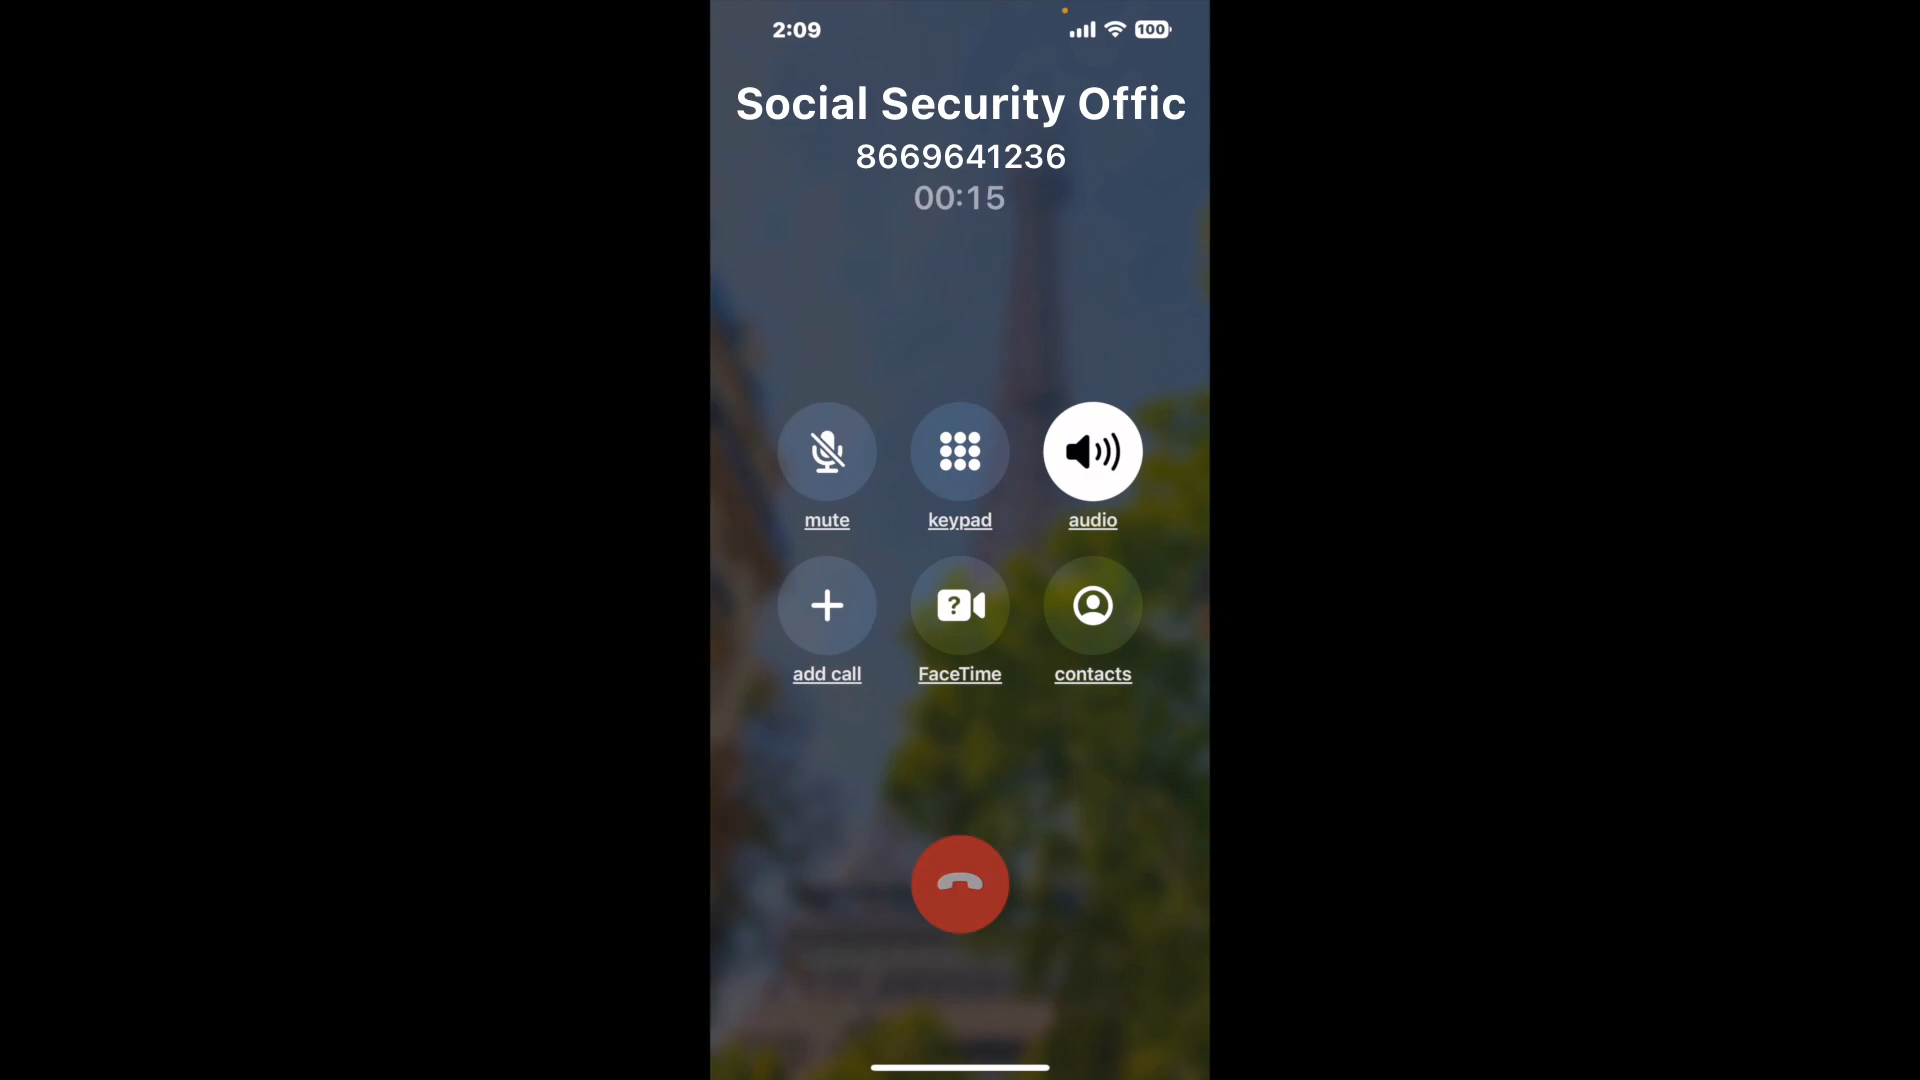 2:09
100
Social Security Offic
8669641236
00:15
mute
keypad
audio
?
add call
FaceTime
contacts